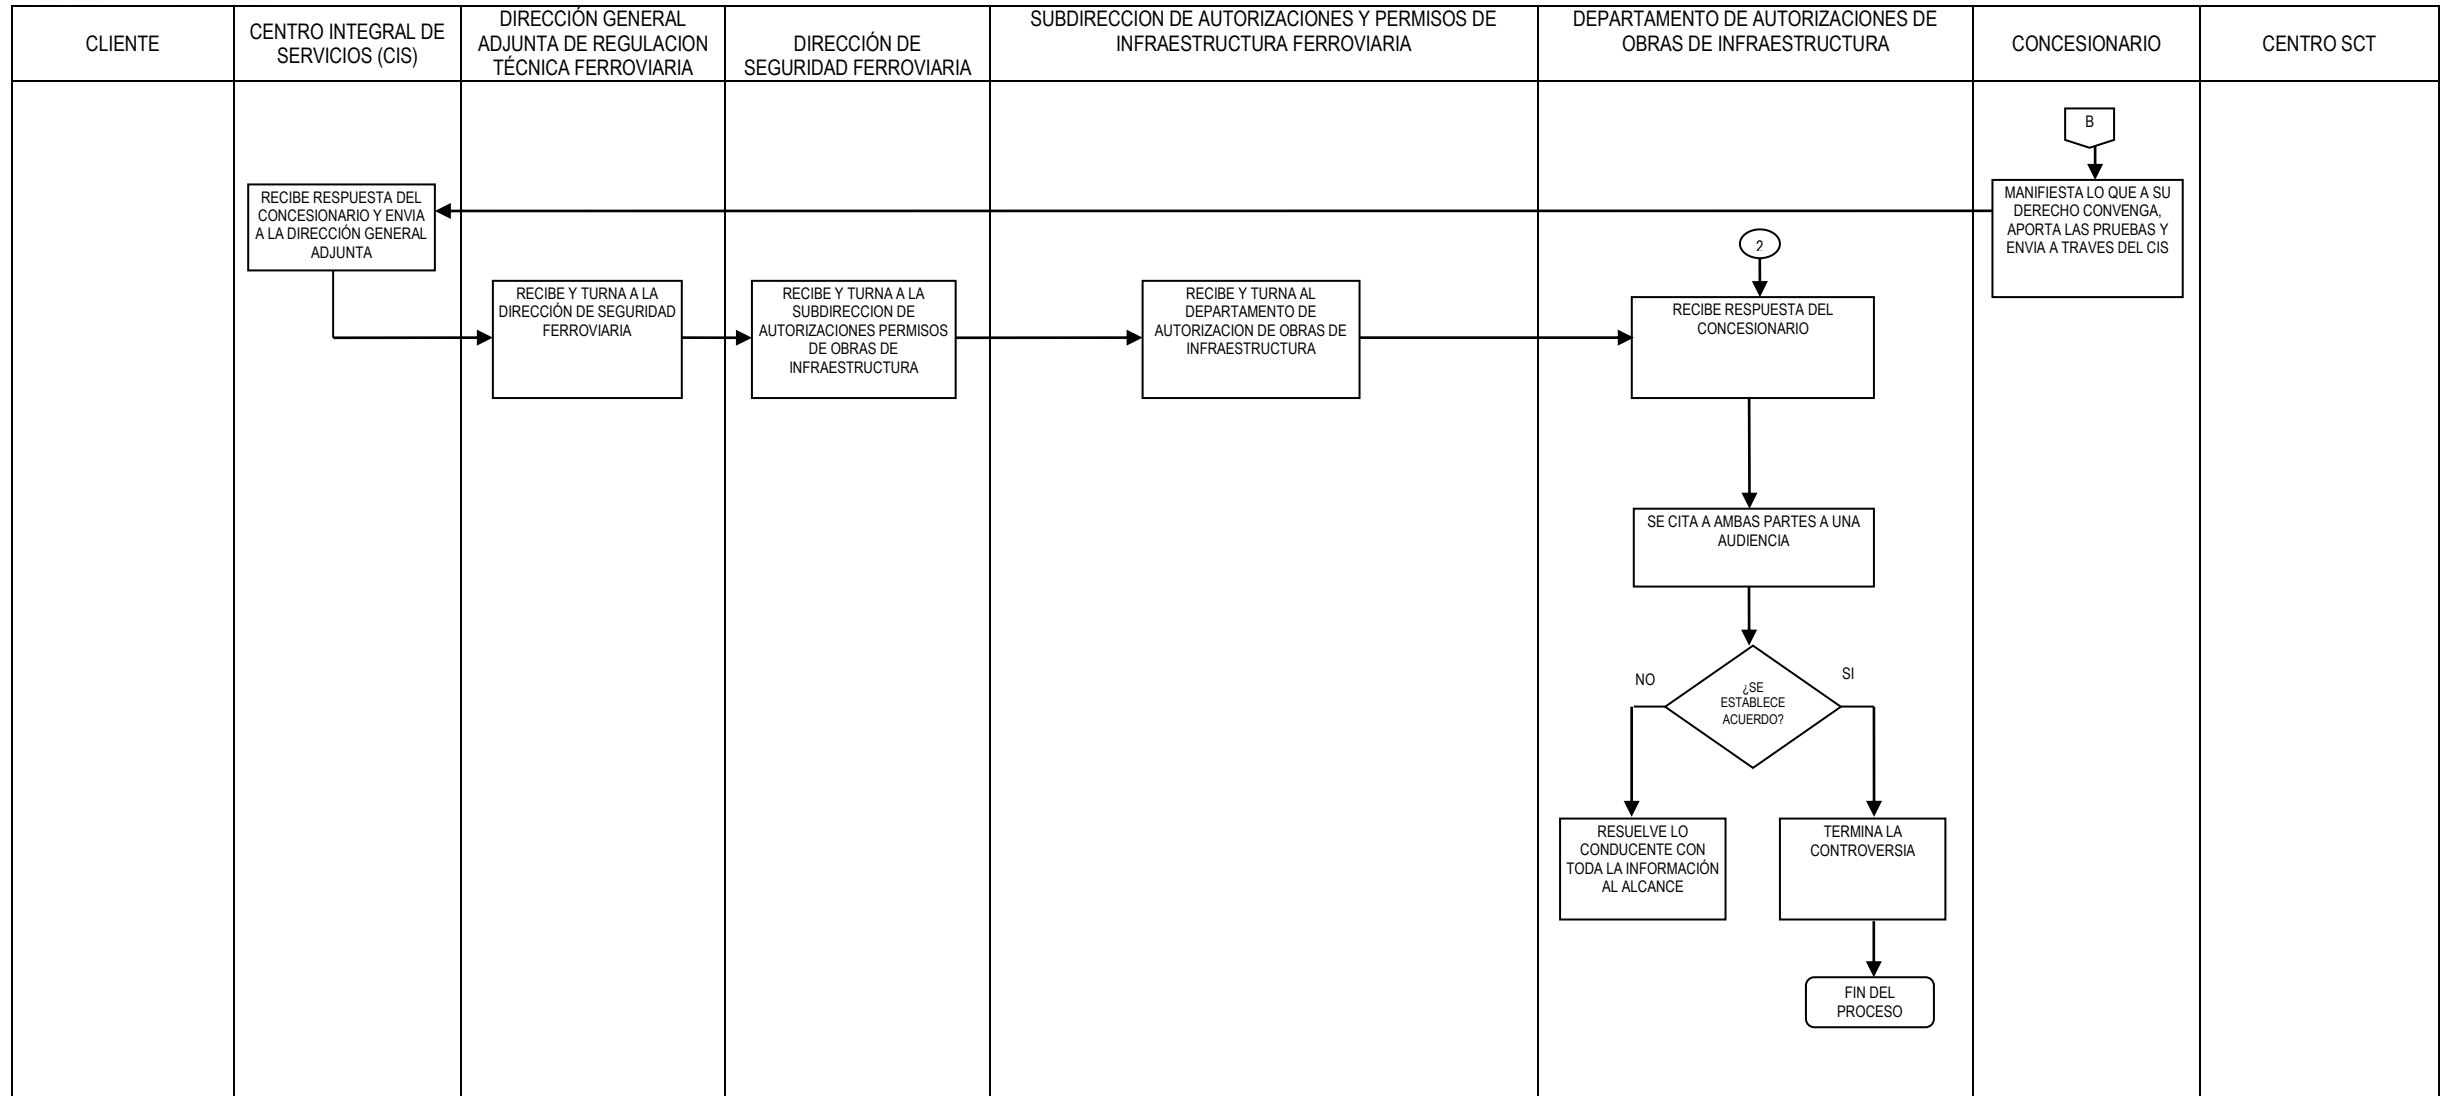 CLIENTE
CENTRO INTEGRAL DE
SERVICIOS (CIS)
DIRECCIÓN GENERAL
ADJUNTA DE REGULACION
TÉCNICA FERROVIARIA
DIRECCIÓN DE
SEGURIDAD FERROVIARIA
SUBDIRECCION DE AUTORIZACIONES Y PERMISOS DE
INFRAESTRUCTURA FERROVIARIA
DEPARTAMENTO DE AUTORIZACIONES DE
OBRAS DE INFRAESTRUCTURA
CONCESIONARIO
CENTRO SCT
B
MANIFIESTA LO QUE A SU
DERECHO CONVENGA,
APORTA LAS PRUEBAS Y
ENVIA A TRAVES DEL CIS
RECIBE RESPUESTA DEL
CONCESIONARIO Y ENVIA
A LA DIRECCIÓN GENERAL
ADJUNTA
RECIBE Y TURNA A LA
DIRECCIÓN DE SEGURIDAD
FERROVIARIA
RECIBE Y TURNA A LA
SUBDIRECCION DE
AUTORIZACIONES PERMISOS
DE OBRAS DE
INFRAESTRUCTURA
RECIBE Y TURNA AL
DEPARTAMENTO DE
AUTORIZACION DE OBRAS DE
INFRAESTRUCTURA
2
RECIBE RESPUESTA DEL
CONCESIONARIO
SE CITA A AMBAS PARTES A UNA
AUDIENCIA
¿SE
ESTABLECE
ACUERDO?
NO
SI
RESUELVE LO
CONDUCENTE CON
TODA LA INFORMACIÓN
AL ALCANCE
TERMINA LA
CONTROVERSIA
FIN DEL
PROCESO